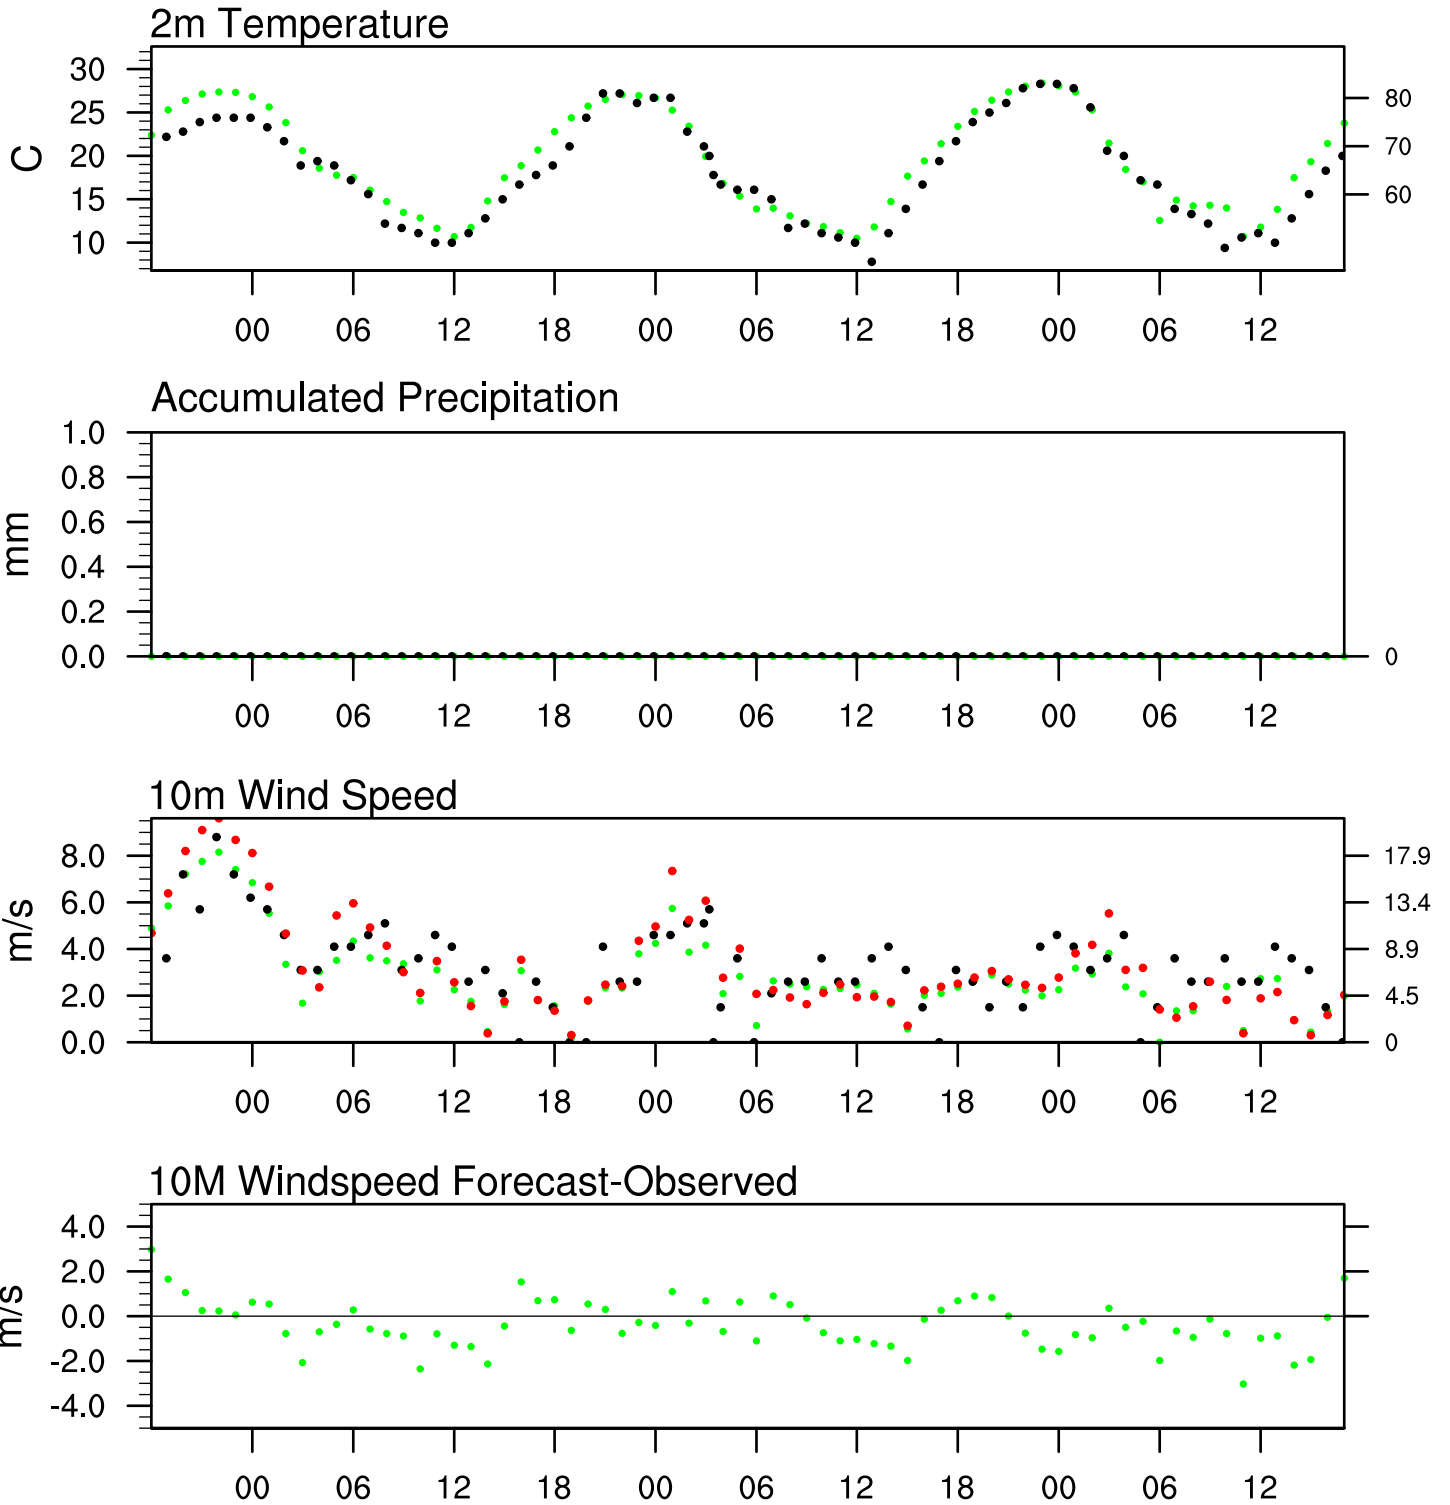 2m Temperature
30
25
20
15
10
C
80
70
60
00 06 12 18 00 06 12 18 00 06 12
Accumulated Precipitation
1.0
0.8
0.6
0.4
0.2
0.0
mm
0
00 06 12 18 00 06 12 18 00 06 12
10m Wind Speed
8.0
6.0
4.0
2.0
0.0
m/s
17.9
13.4
8.9
4.5
0
00 06 12 18 00 06 12 18 00 06 12
10M Windspeed Forecast-Observed
4.0
2.0
0.0
-2.0
-4.0
m/s
00 06 12 18 00 06 12 18 00 06 12